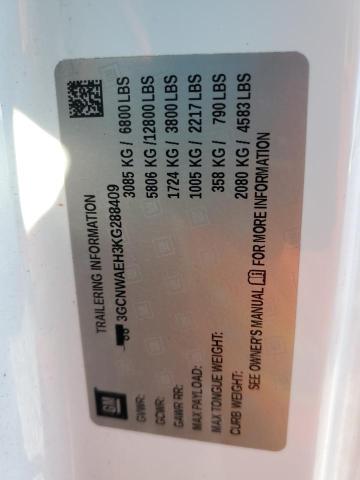 GM
TRAILERING INFORMATION
3GCNWAEH3KG288409
GVWR: 3085 KG / 6800 LBS
GCWR: 5806 KG /12800 LBS
GAWR RR: 1724 KG / 3800 LBS
MAX PAYLOAD: 1005 KG / 2217 LBS
MAX TONGUE WEIGHT: 358 KG / 790 LBS
CURB WEIGHT: 2080 KG / 4583 LBS
SEE OWNER'S MANUAL FOR MORE INFORMATION